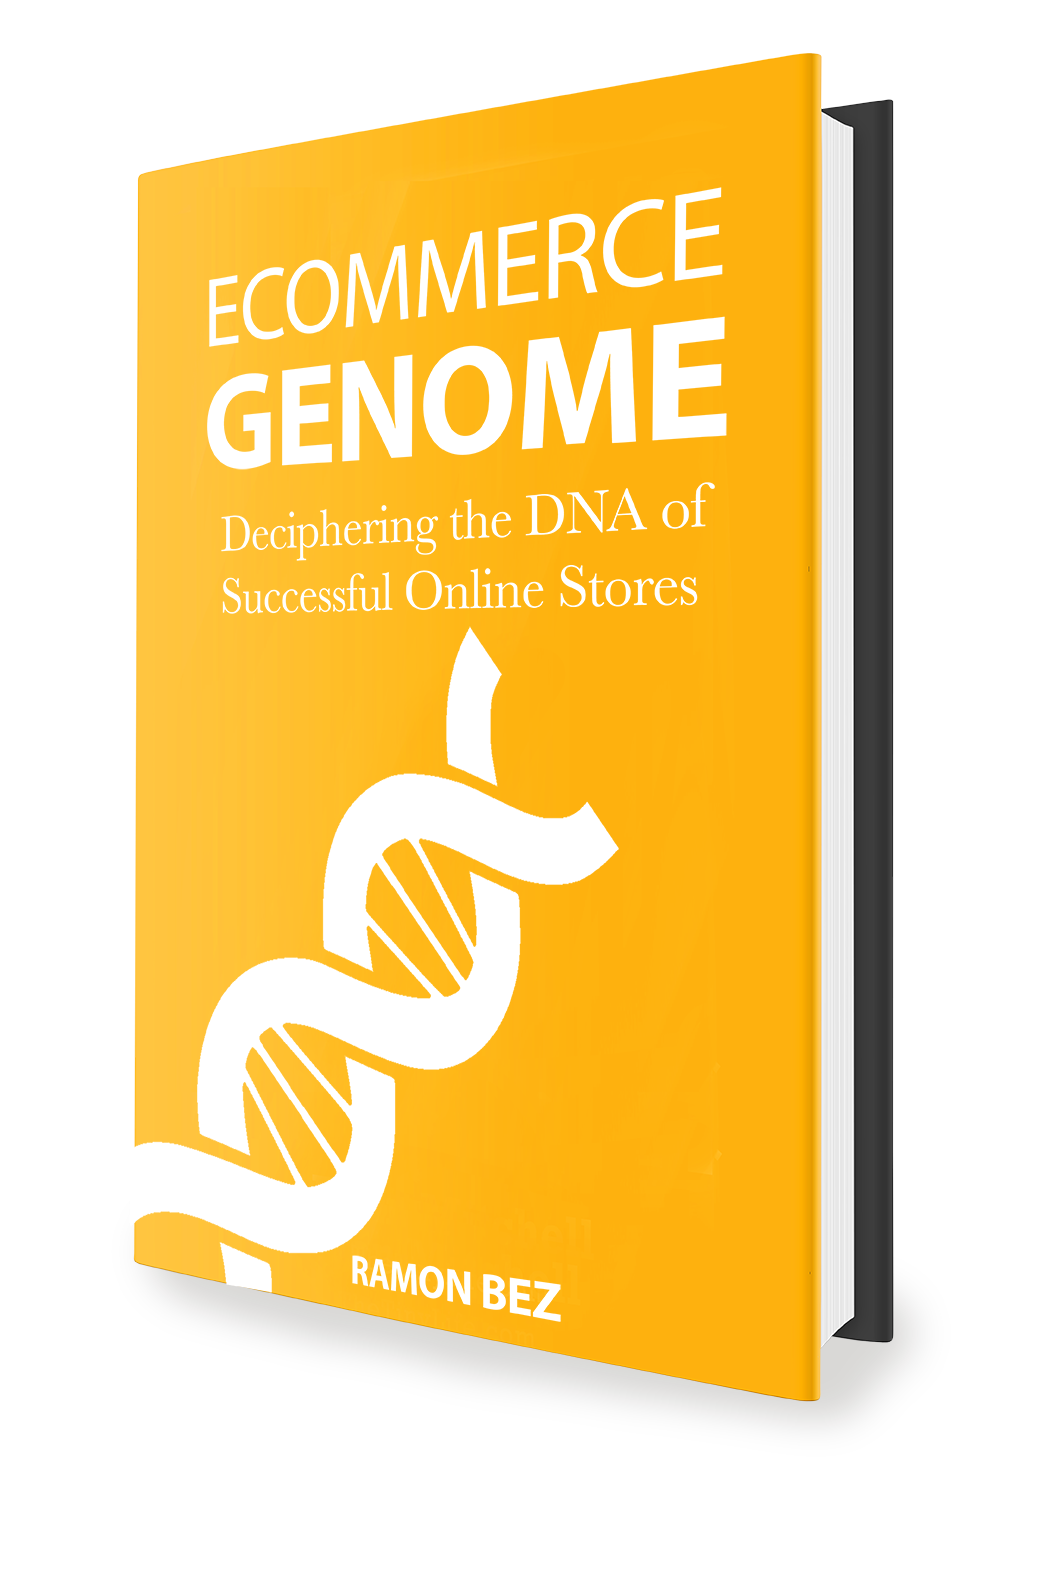 ECOMMERCE
GENOME
Deciphering the DNA of
Successful Online Stores
RAMON BEZ